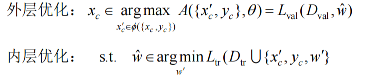 外层优化：x_c ∈ arg max_{x'_c∈ϕ({x_c, y_c})} A({x'_c, y_c}, θ) = L_val(D_val, ŵ)
内层优化： s.t. ŵ ∈ arg min_{w'} L_tr(D_tr ∪{x'_c, y_c, w'}